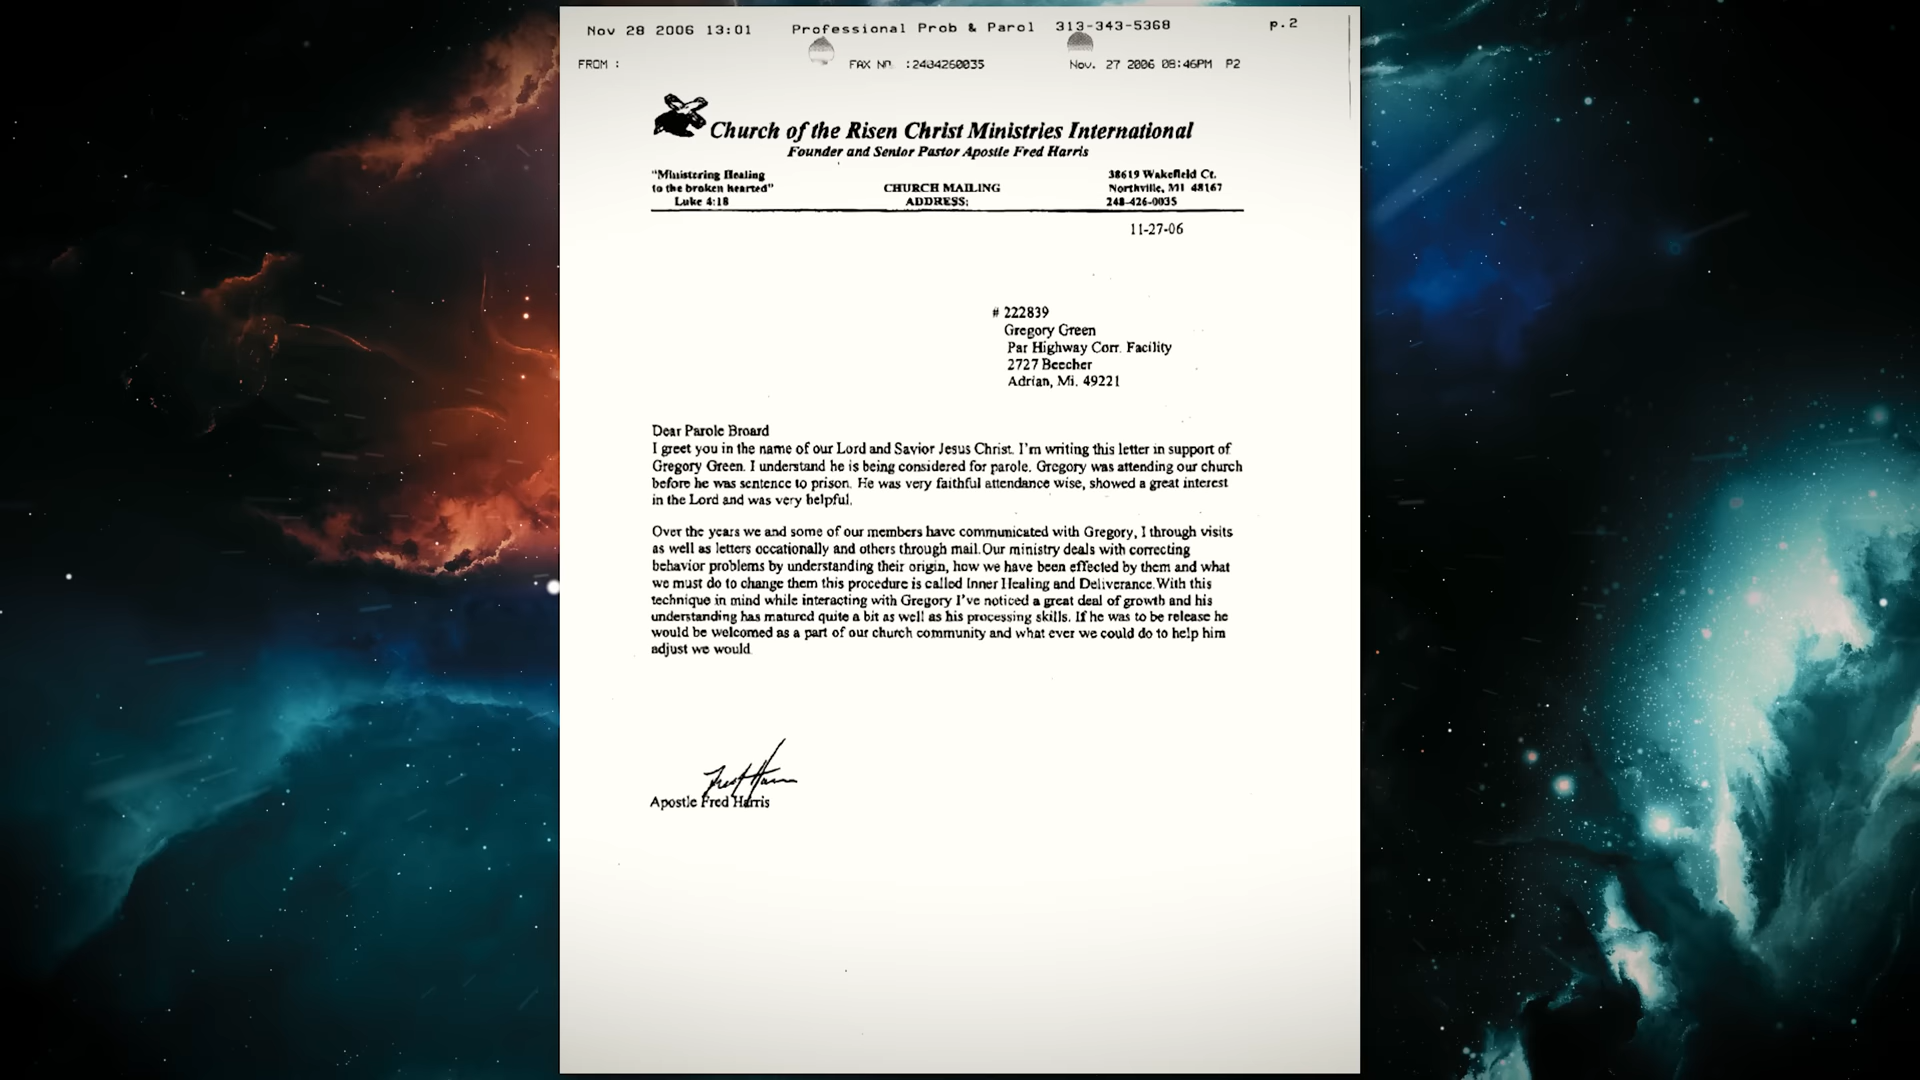 Nov 28 2006 13:01 Professional Prob & Parol 313-343-5368 p.2
FROM : FAX NO. :2484260035 Nov. 27 2006 08:46PM P2
Church of the Risen Christ Ministries International
Founder and Senior Pastor Apostle Fred Harris
"Ministering Healing
to the broken hearted"
Luke 4:18
CHURCH MAILING
ADDRESS:
38619 Wakefield Ct.
Northville, MI 48167
248-426-0035
11-27-06
# 222839
Gregory Green
Par Highway Corr. Facility
2727 Beecher
Adrian, Mi. 49221
Dear Parole Broard
I greet you in the name of our Lord and Savior Jesus Christ. I'm writing this letter in support of
Gregory Green. I understand he is being considered for parole. Gregory was attending our church
before he was sentence to prison. He was very faithful attendance wise, showed a great interest
in the Lord and was very helpful.
Over the years we and some of our members have communicated with Gregory, I through visits
as well as letters occationally and others through mail. Our ministry deals with correcting
behavior problems by understanding their origin, how we have been effected by them and what
we must do to change them this procedure is called Inner Healing and Deliverance. With this
technique in mind while interacting with Gregory I've noticed a great deal of growth and his
understanding has matured quite a bit as well as his processing skills. If he was to be release he
would be welcomed as a part of our church community and what ever we could do to help him
adjust we would
Fred Harris
Apostle Fred Harris